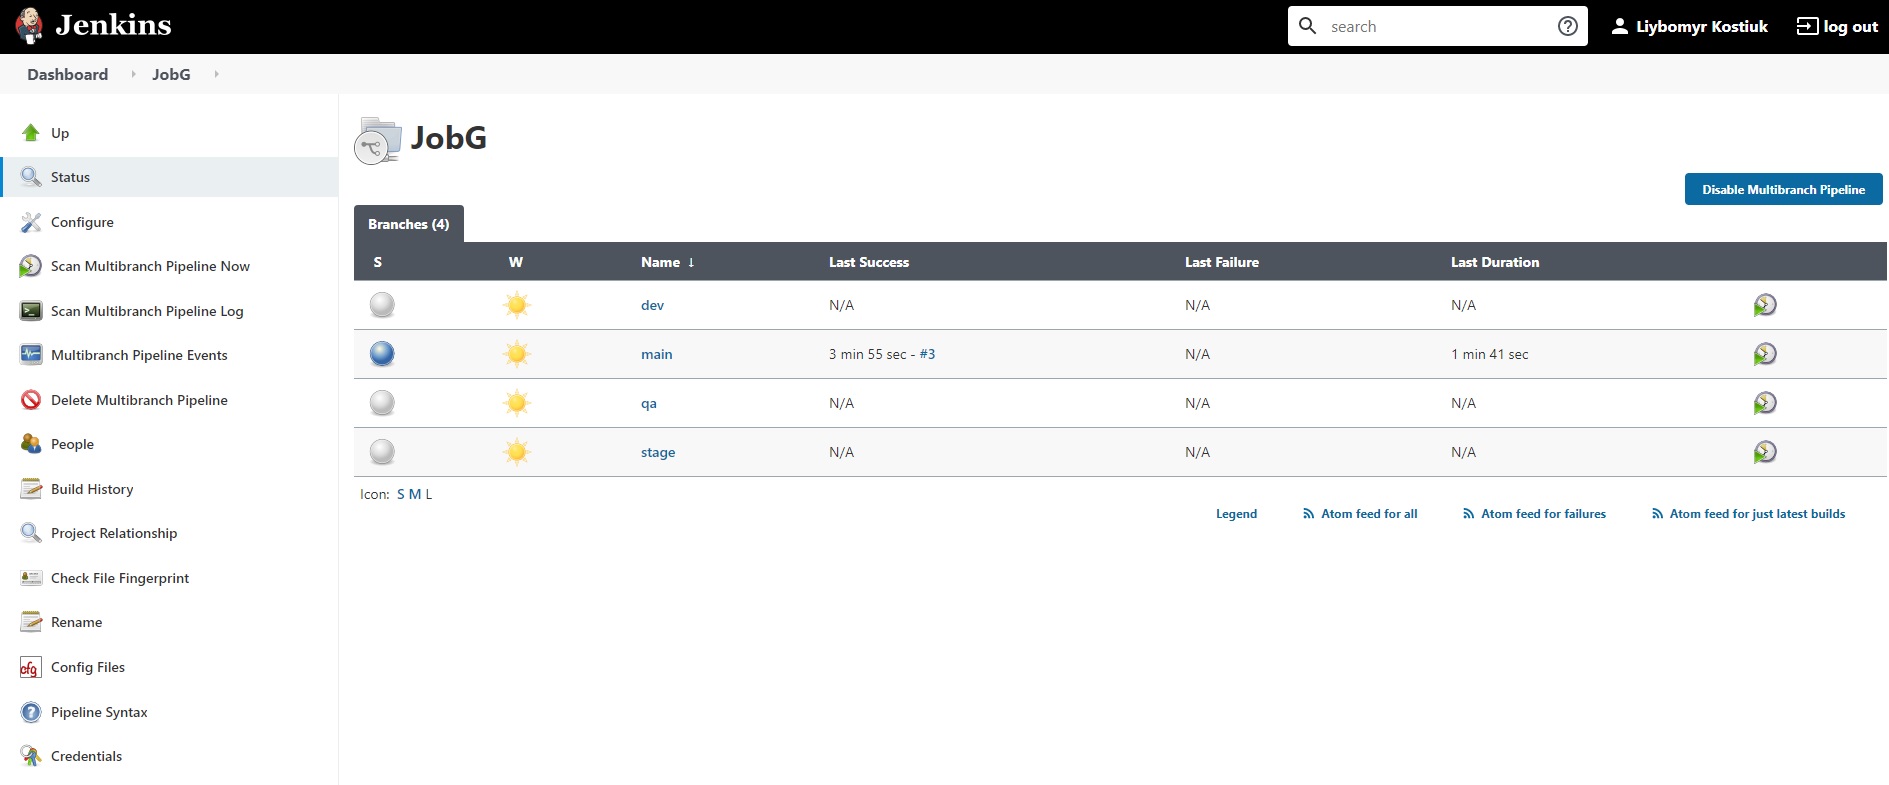 Jenkins
search
Liybomyr Kostiuk
log out
Dashboard
JobG
Up
Status
Configure
Scan Multibranch Pipeline Now
Scan Multibranch Pipeline Log
Multibranch Pipeline Events
Delete Multibranch Pipeline
People
Build History
Project Relationship
Check File Fingerprint
Rename
cfg Config Files
Pipeline Syntax
Credentials
JobG
Disable Multibranch Pipeline
Branches (4)
S W Name ↓ Last Success Last Failure Last Duration
dev N/A N/A N/A
main 3 min 55 sec - #3 N/A 1 min 41 sec
qa N/A N/A N/A
stage N/A N/A N/A
Icon: S M L
Legend Atom feed for all Atom feed for failures Atom feed for just latest builds